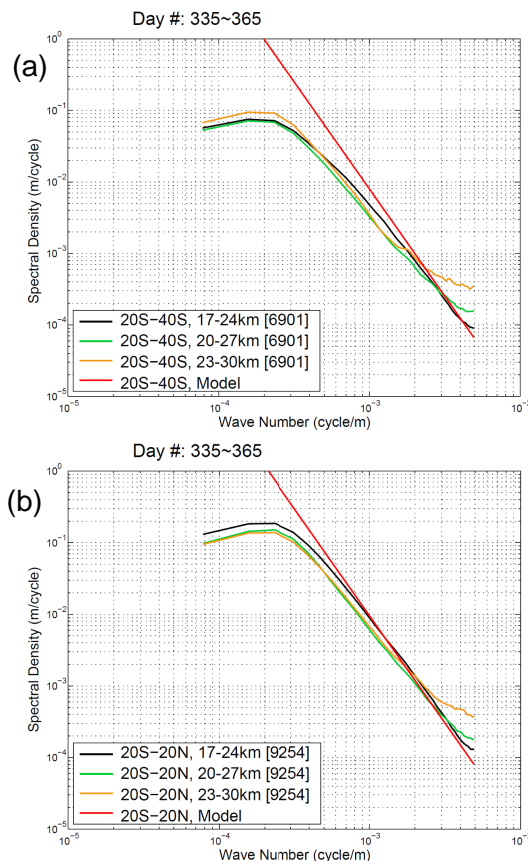 Day #: 335~365
(a)
Spectral Density (m/cycle)
10^0
10^-1
10^-2
10^-3
10^-4
10^-5
20S-40S, 17-24km [6901]
20S-40S, 20-27km [6901]
20S-40S, 23-30km [6901]
20S-40S, Model
10^-5
10^-4
10^-3
10^-2
Wave Number (cycle/m)
Day #: 335~365
(b)
Spectral Density (m/cycle)
10^0
10^-1
10^-2
10^-3
10^-4
10^-5
20S-20N, 17-24km [9254]
20S-20N, 20-27km [9254]
20S-20N, 23-30km [9254]
20S-20N, Model
10^-5
10^-4
10^-3
10^-2
Wave Number (cycle/m)